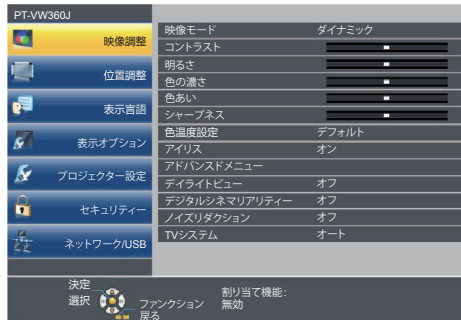 PT-VW360J
映像調整
位置調整
表示言語
表示オプション
プロジェクター設定
セキュリティー
ネットワーク/USB
映像モード ダイナミック
コントラスト
明るさ
色の濃さ
色あい
シャープネス
色温度設定 デフォルト
アイリス オン
アドバンスドメニュー
デイライトビュー オフ
デジタルシネマリアリティー オフ
ノイズリダクション オフ
TVシステム オート
決定
選択
ファンクション
戻る
割り当て機能:
無効